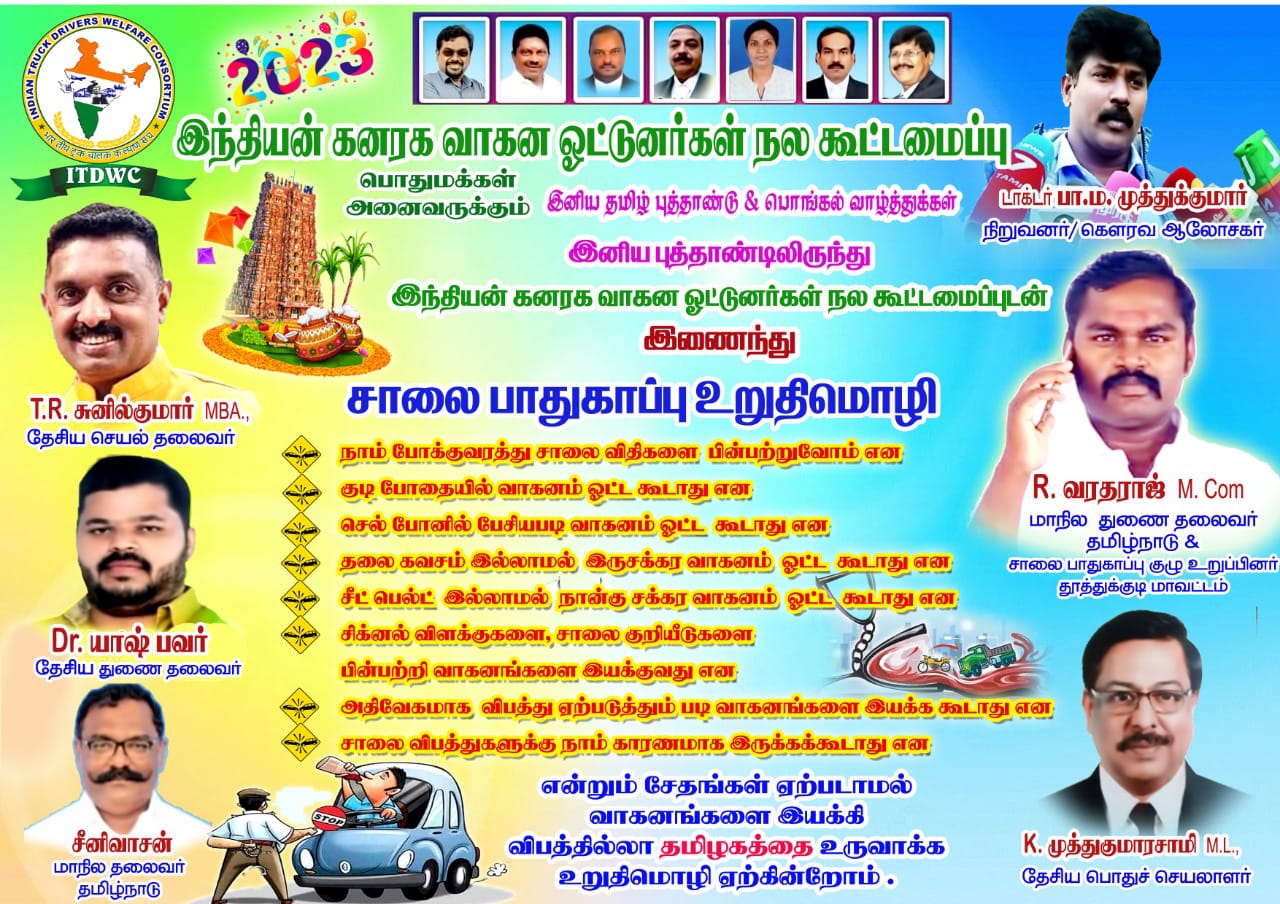 INDIAN TRUCK DRIVERS WELFARE CONSORTIUM
ITDWC
2023
இந்தியன் கனரக வாகன ஓட்டுனர்கள் நல கூட்டமைப்பு
பொதுமக்கள்
அனைவருக்கும்
இனிய தமிழ் புத்தாண்டு & பொங்கல் வாழ்த்துக்கள்
டாக்டர் பா.ம. முத்துக்குமார்
நிறுவனர்/ கௌரவ ஆலோசகர்
இனிய புத்தாண்டிலிருந்து
இந்தியன் கனரக வாகன ஓட்டுனர்கள் நல கூட்டமைப்புடன்
இணைந்து
T.R. சுனில்குமார் MBA.,
தேசிய செயல் தலைவர்
சாலை பாதுகாப்பு உறுதிமொழி
நாம் போக்குவரத்து சாலை விதிகளை பின்பற்றுவோம் என
குடி போதையில் வாகனம் ஓட்ட கூடாது என
செல் போனில் பேசியபடி வாகனம் ஓட்ட கூடாது என
தலை கவசம் இல்லாமல் இருசக்கர வாகனம் ஓட்ட கூடாது என
சீட் பெல்ட் இல்லாமல் நான்கு சக்கர வாகனம் ஓட்ட கூடாது என
சிக்னல் விளக்குகளை, சாலை குறியீடுகளை
பின்பற்றி வாகனங்களை இயக்குவது என
அதிவேகமாக விபத்து ஏற்படுத்தும் படி வாகனங்களை இயக்க கூடாது என
சாலை விபத்துகளுக்கு நாம் காரணமாக இருக்கக்கூடாது என
R. வரதராஜ் M. Com
மாநில துணை தலைவர்
தமிழ்நாடு &
சாலை பாதுகாப்பு குழு உறுப்பினர்
தூத்துக்குடி மாவட்டம்
Dr. யாஷ் பவர்
தேசிய துணை தலைவர்
சீனிவாசன்
மாநில தலைவர்
தமிழ்நாடு
STOP
என்றும் சேதங்கள் ஏற்படாமல்
வாகனங்களை இயக்கி
விபத்தில்லா தமிழகத்தை உருவாக்க
உறுதிமொழி ஏற்கின்றோம் .
K. முத்துகுமாரசாமி M.L.,
தேசிய பொதுச் செயலாளர்